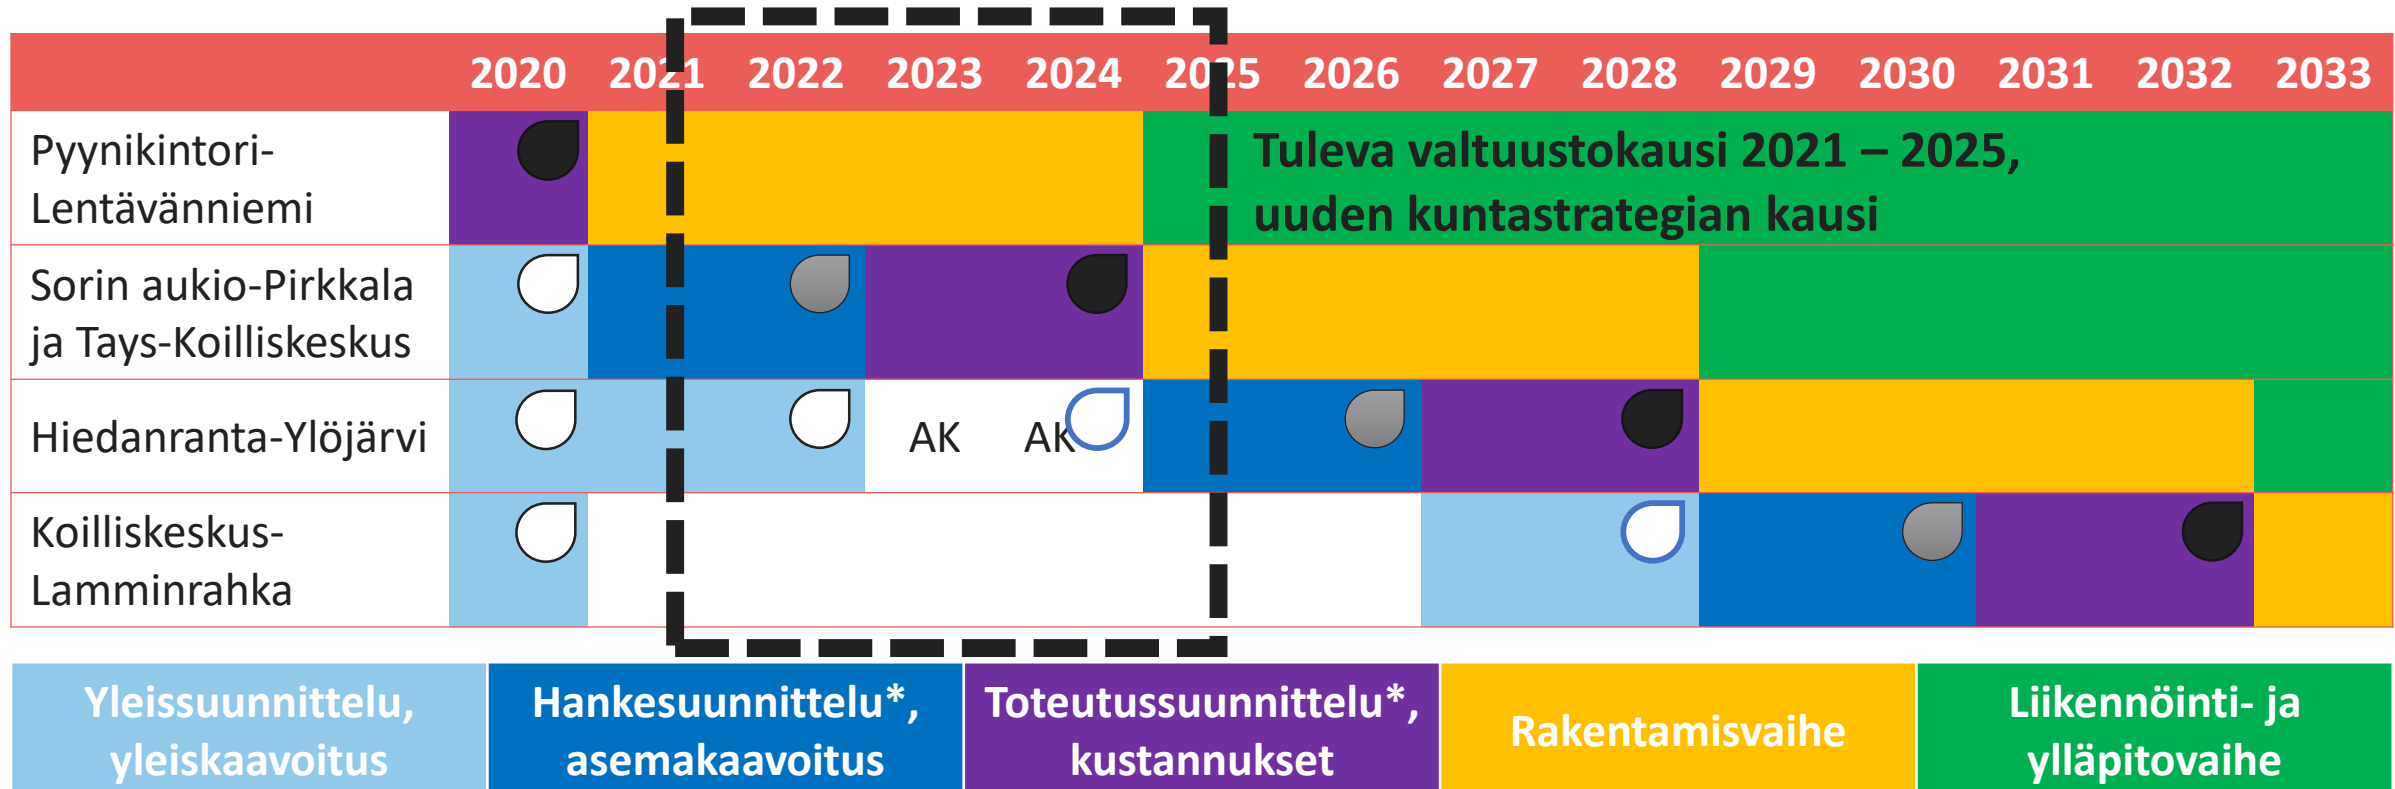 2020 2021 2022 2023 2024 2025 2026 2027 2028 2029 2030 2031 2032 2033
Pyynikintori-
Lentävänniemi
Tuleva valtuustokausi 2021 – 2025,
uuden kuntastrategian kausi
Sorin aukio-Pirkkala
ja Tays-Koilliskeskus
Hiedanranta-Ylöjärvi
AK AK
Koilliskeskus-
Lamminrahka
Yleissuunnittelu,
yleiskaavoitus
Hankesuunnittelu*,
asemakaavoitus
Toteutussuunnittelu*,
kustannukset
Rakentamisvaihe
Liikennöinti- ja
ylläpitovaihe